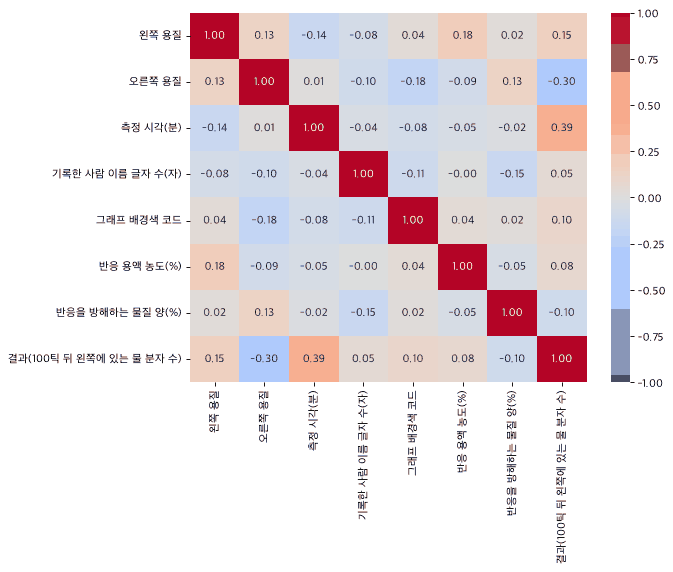 왼쪽 용질 1.00 0.13 -0.14 -0.08 0.04 0.18 0.02 0.15
오른쪽 용질 0.13 1.00 0.01 -0.10 -0.18 -0.09 0.13 -0.30
측정 시각(분) -0.14 0.01 1.00 -0.04 -0.08 -0.05 -0.02 0.39
기록한 사람 이름 글자 수(자) -0.08 -0.10 -0.04 1.00 -0.11 -0.00 -0.15 0.05
그래프 배경색 코드 0.04 -0.18 -0.08 -0.11 1.00 0.04 0.02 0.10
반응 용액 농도(%) 0.18 -0.09 -0.05 -0.00 0.04 1.00 -0.05 0.08
반응을 방해하는 물질 양(%) 0.02 0.13 -0.02 -0.15 0.02 -0.05 1.00 -0.10
결과(100틱 뒤 왼쪽에 있는 물 분자 수) 0.15 -0.30 0.39 0.05 0.10 0.08 -0.10 1.00
왼쪽 용질
오른쪽 용질
측정 시각(분)
기록한 사람 이름 글자 수(자)
그래프 배경색 코드
반응 용액 농도(%)
반응을 방해하는 물질 양(%)
결과(100틱 뒤 왼쪽에 있는 물 분자 수)
1.00
0.75
0.50
0.25
0.00
-0.25
-0.50
-0.75
-1.00